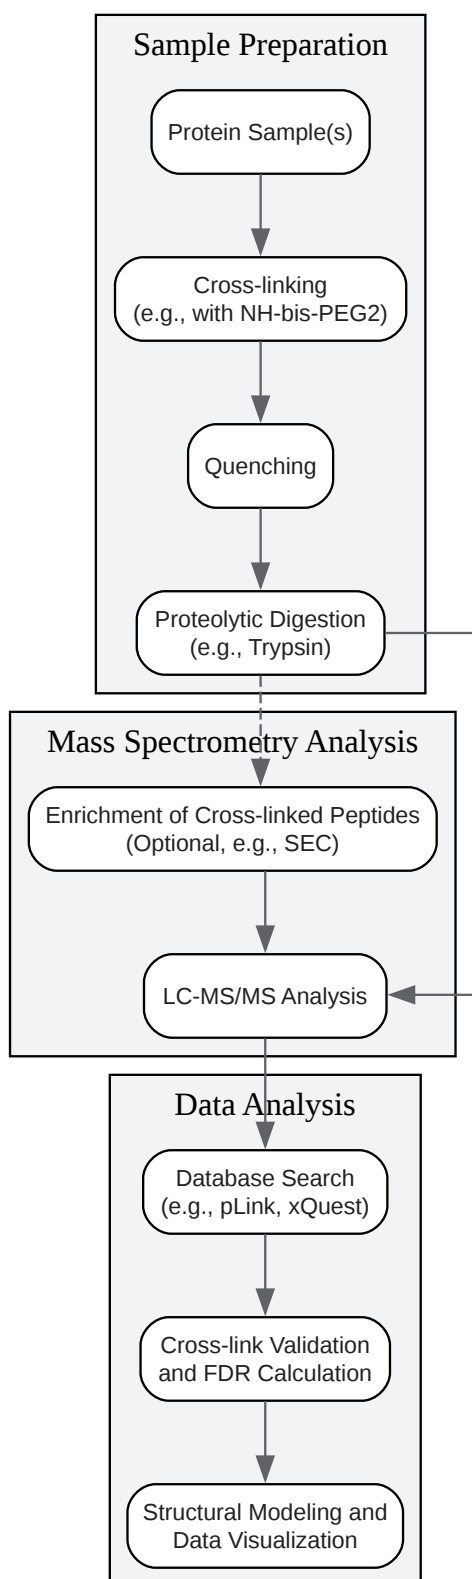 Sample Preparation
Protein Sample(s)
Cross-linking
(e.g., with NH-bis-PEG2)
Quenching
Proteolytic Digestion
(e.g., Trypsin)
Mass Spectrometry Analysis
Enrichment of Cross-linked Peptides
(Optional, e.g., SEC)
LC-MS/MS Analysis
Data Analysis
Database Search
(e.g., pLink, xQuest)
Cross-link Validation
and FDR Calculation
Structural Modeling and
Data Visualization